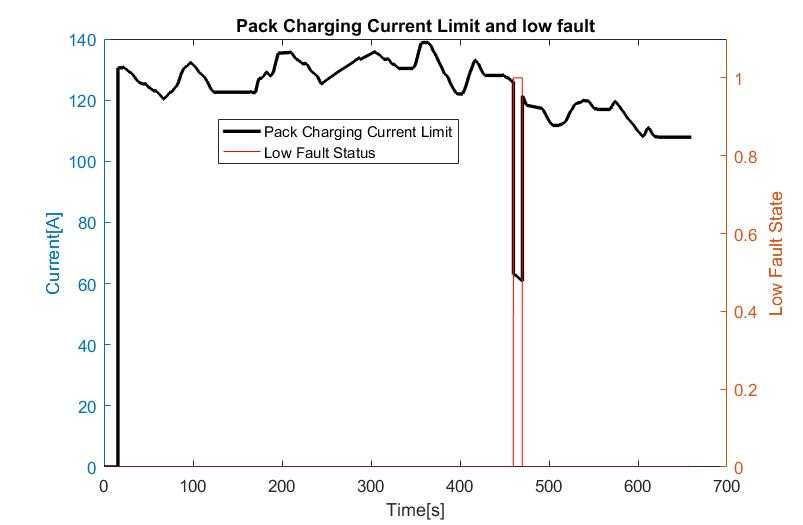 Pack Charging Current Limit and low fault
140
120
100
80
60
40
20
0
Current[A]
Pack Charging Current Limit
Low Fault Status
1
0.8
0.6
0.4
0.2
0
Low Fault State
0 100 200 300 400 500 600 700
Time[s]